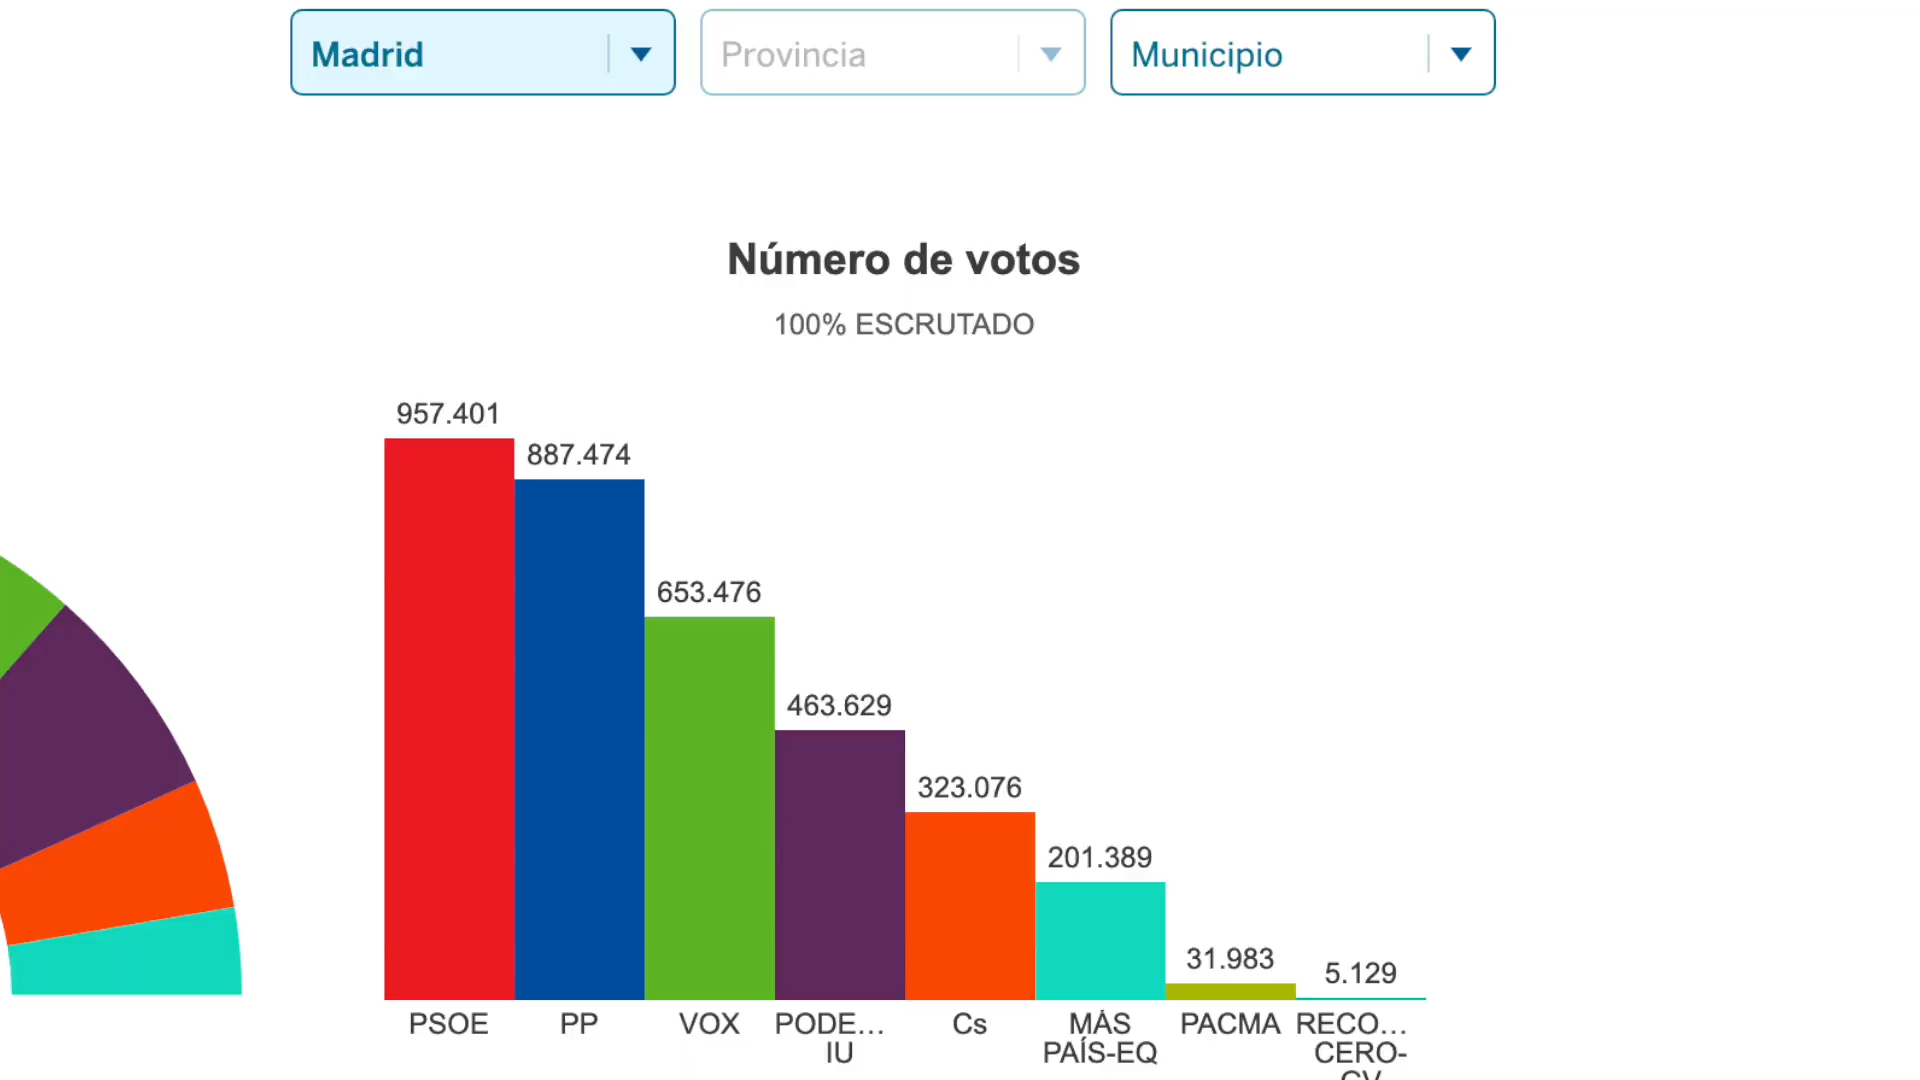 Madrid
Provincia
Municipio
Número de votos
100% ESCRUTADO
957.401
887.474
653.476
463.629
323.076
201.389
31.983
5.129
PSOE
PP
VOX
PODE...
IU
Cs
MÁS
PAÍS-EQ
PACMA
RECO...
CERO-